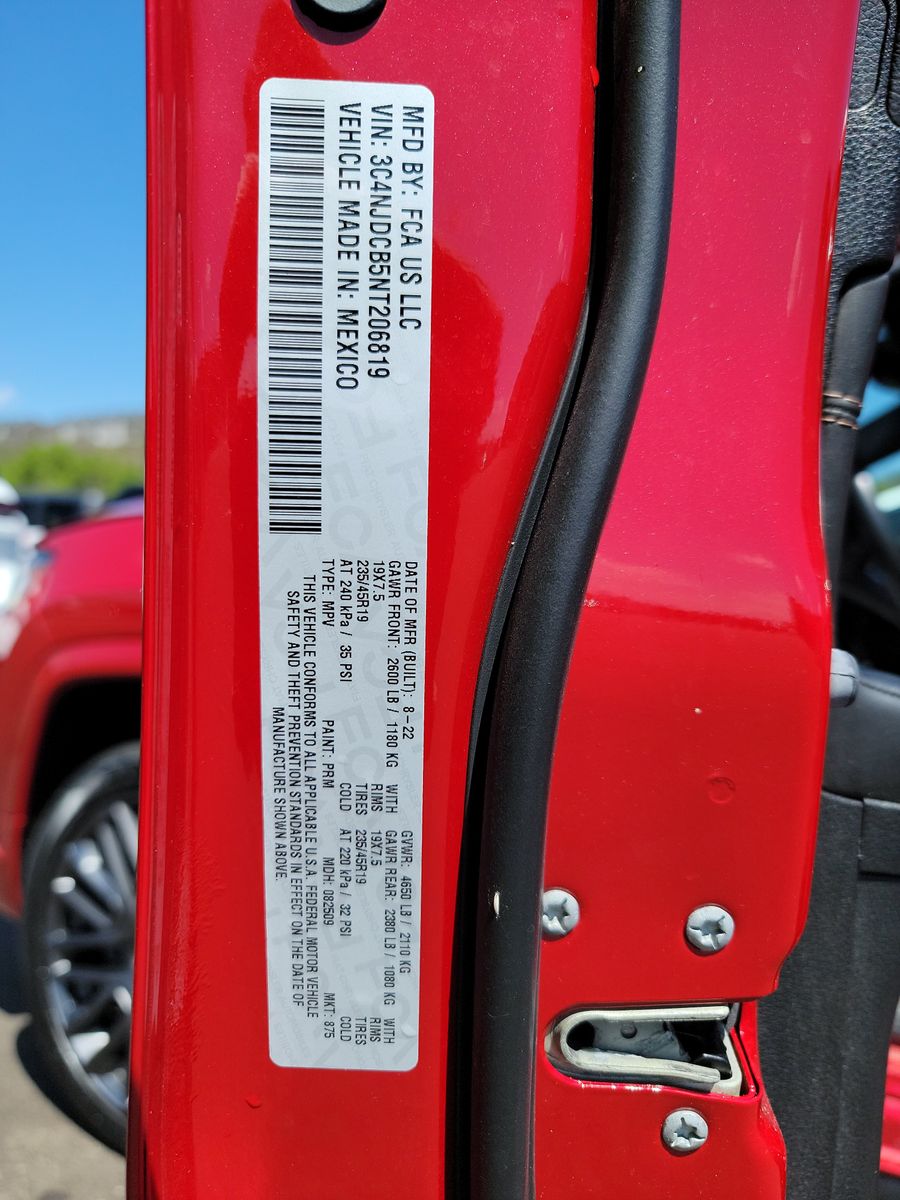 MFD BY: FCA US LLC
VIN: 3C4NJDCB5NT206819
VEHICLE MADE IN: MEXICO
DATE OF MFR (BUILT): 8-22 GVWR: 4650 LB / 2110 KG
GAWR FRONT: 2600 LB / 1180 KG WITH GAWR REAR: 2380 LB / 1080 KG WITH
19X7.5 RIMS 19X7.5 RIMS
235/45R19 TIRES 235/45R19 TIRES
AT 240 kPa / 35 PSI COLD AT 220 kPa / 32 PSI COLD
TYPE: MPV PAINT: PRM MDH: 082509 MKT: 875
THIS VEHICLE CONFORMS TO ALL APPLICABLE U.S.A. FEDERAL MOTOR VEHICLE
SAFETY AND THEFT PREVENTION STANDARDS IN EFFECT ON THE DATE OF
MANUFACTURE SHOWN ABOVE.